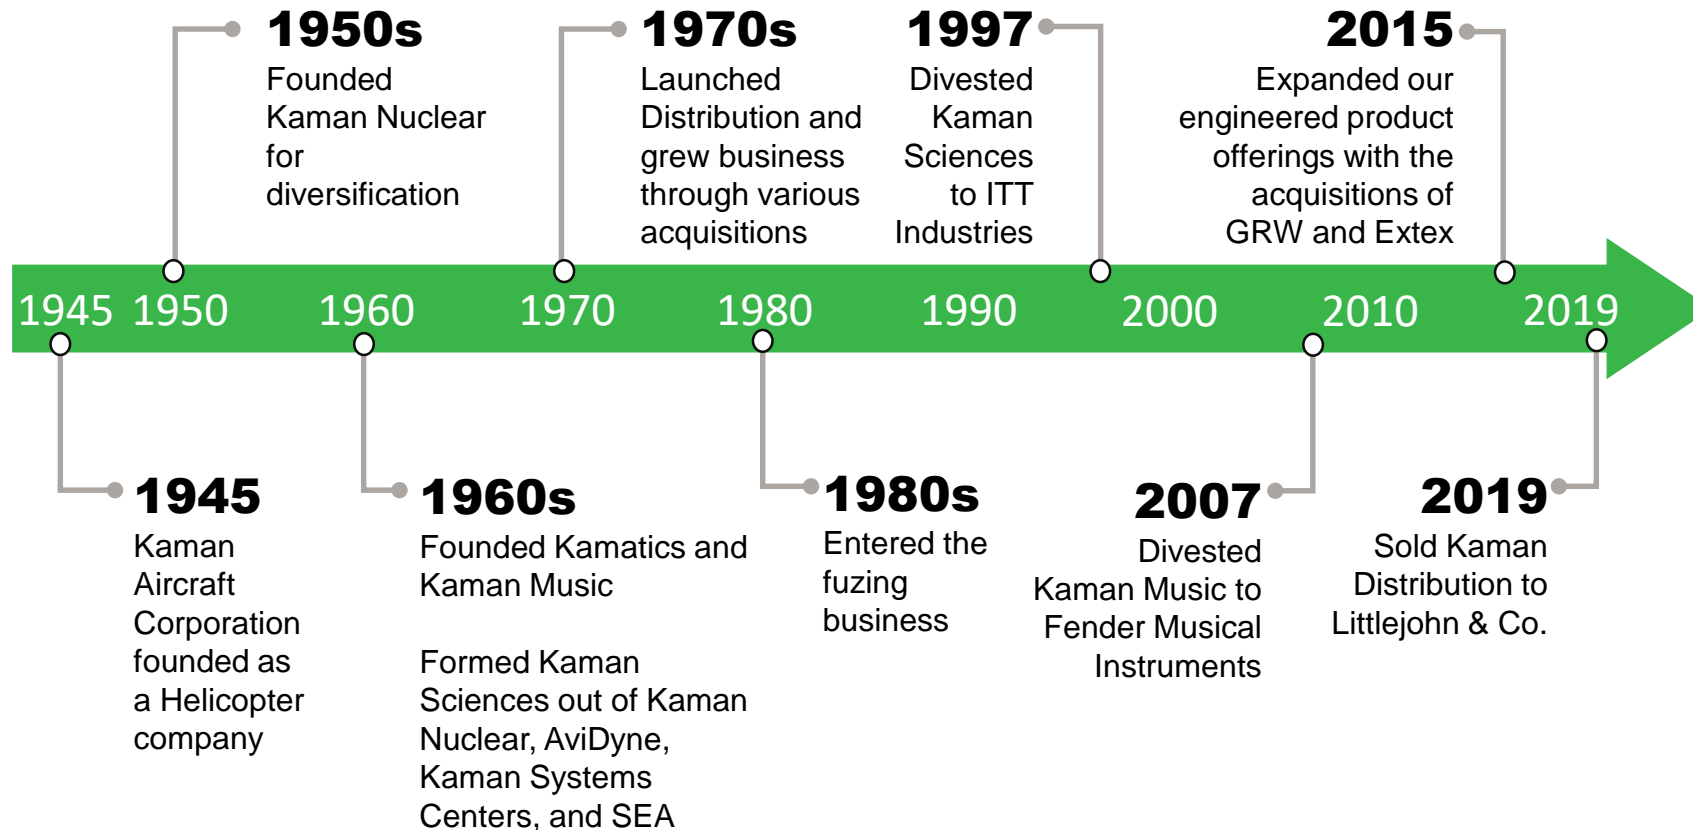 1950s
Founded
Kaman Nuclear
for
diversification
1970s
Launched
Distribution and
grew business
through various
acquisitions
1997
Divested
Kaman
Sciences
to ITT
Industries
2015
Expanded our
engineered product
offerings with the
acquisitions of
GRW and Extex
1945 1950 1960 1970 1980 1990 2000 2010 2019
1945
Kaman
Aircraft
Corporation
founded as
a Helicopter
company
1960s
Founded Kamatics and
Kaman Music
Formed Kaman
Sciences out of Kaman
Nuclear, AviDyne,
Kaman Systems
Centers, and SEA
1980s
Entered the
fuzing
business
2007
Divested
Kaman Music to
Fender Musical
Instruments
2019
Sold Kaman
Distribution to
Littlejohn & Co.